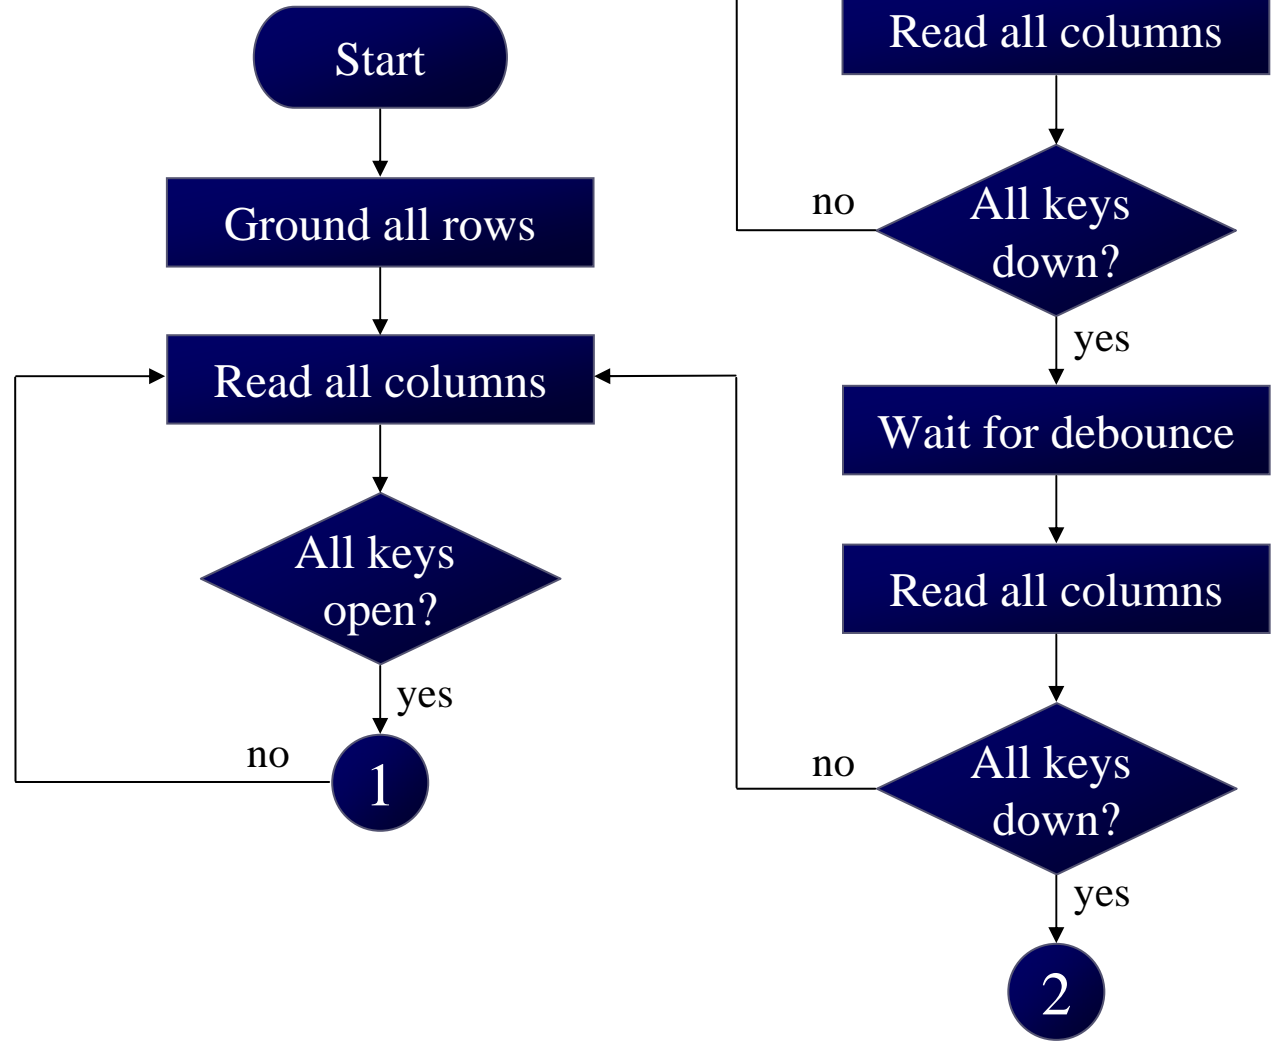 Start
Ground all rows
Read all columns
All keys
open?
yes
no
1
Read all columns
no
All keys
down?
yes
Wait for debounce
Read all columns
no
All keys
down?
yes
2